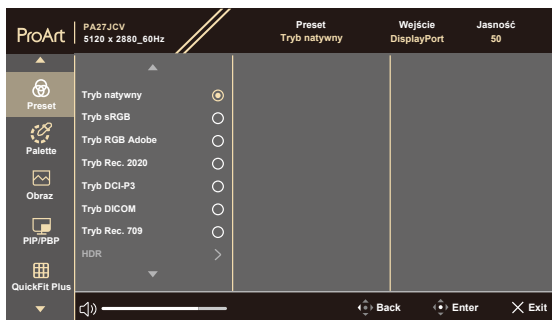 ProArt
PA27JCV
5120 x 2880_60Hz
Preset
Tryb natywny
Wejście
DisplayPort
Jasność
50
Preset
Palette
Obraz
PIP/PBP
QuickFit Plus
Tryb natywny
Tryb sRGB
Tryb RGB Adobe
Tryb Rec. 2020
Tryb DCI-P3
Tryb DICOM
Tryb Rec. 709
HDR
Back
Enter
Exit